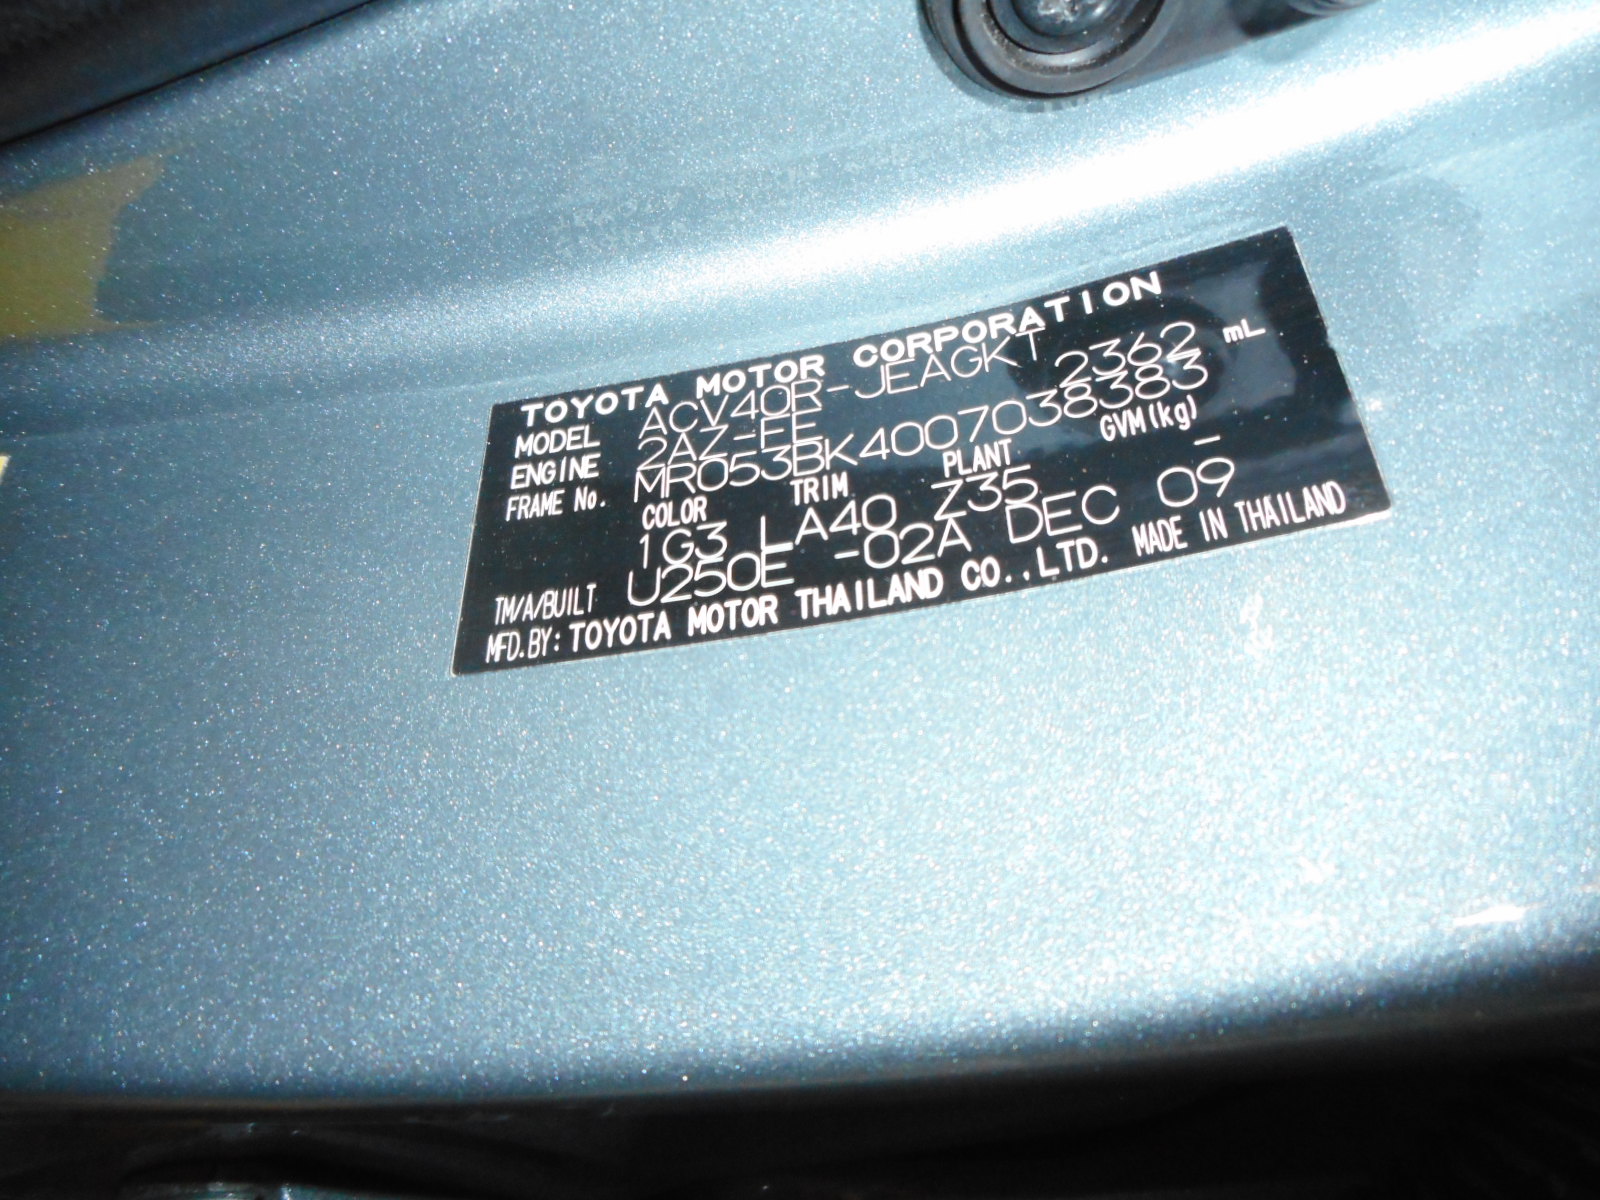 TOYOTA MOTOR CORPORATION
MODEL ACV40R-JEAGKT
ENGINE 2AZ-FE 2362 mL
FRAME No. MR053BK4007038383
COLOR TRIM PLANT GVM(kg)
1G3 LA40 Z35 -
TM/A/BUILT U250E -02A DEC 09
MFD.BY: TOYOTA MOTOR THAILAND CO.,LTD. MADE IN THAILAND